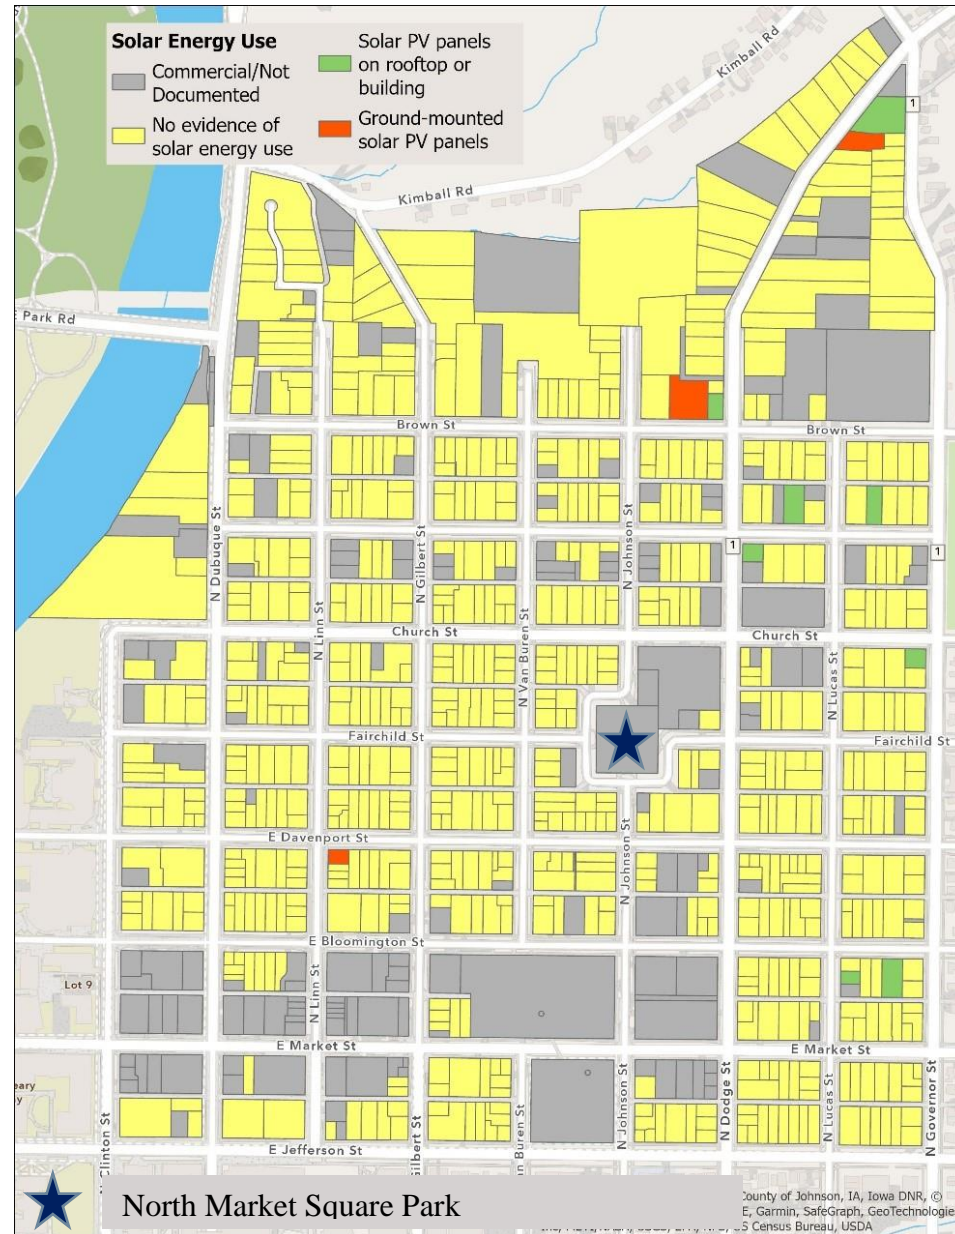 Solar Energy Use
Commercial/Not
Documented
No evidence of
solar energy use
Solar PV panels
on rooftop or
building
Ground-mounted
solar PV panels
Kimball Rd
1
Kimball Rd
E Park Rd
Brown St
Brown St
N Dubuque St
N Gilbert St
N Johnson St
1
1
N Linn St
N Van Buren St
Church St
Church St
N Lucas St
Fairchild St
Fairchild St
E Davenport St
N Johnson St
E Bloomington St
Lot 9
N Linn St
E Market St
E Market St
N Clinton St
Gilbert St
an Buren St
N Johnson St
N Dodge St
N Lucas St
N Governor St
E Jefferson St
North Market Square Park
County of Johnson, IA, Iowa DNR, ©
E, Garmin, SafeGraph, GeoTechnologie
US Census Bureau, USDA